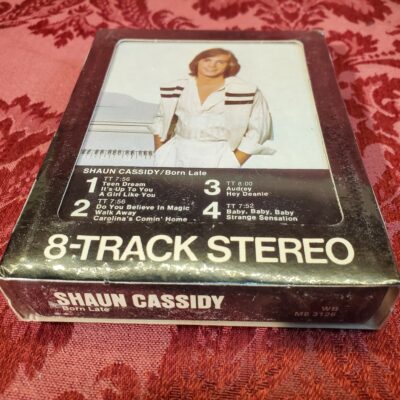 SHAUN CASSIDY/Born Late
1 TT 7:56
Teen Dream
It's Up To You
A Girl Like You
2 TT 7:56
Do You Believe In Magic
Walk Away
Carolina's Comin' Home
3 TT 8:00
Audrey
Hey Deanie
4 TT 7:52
Baby, Baby, Baby
Strange Sensation
8-TRACK STEREO
SHAUN CASSIDY
Born Late
WB
M8 3126